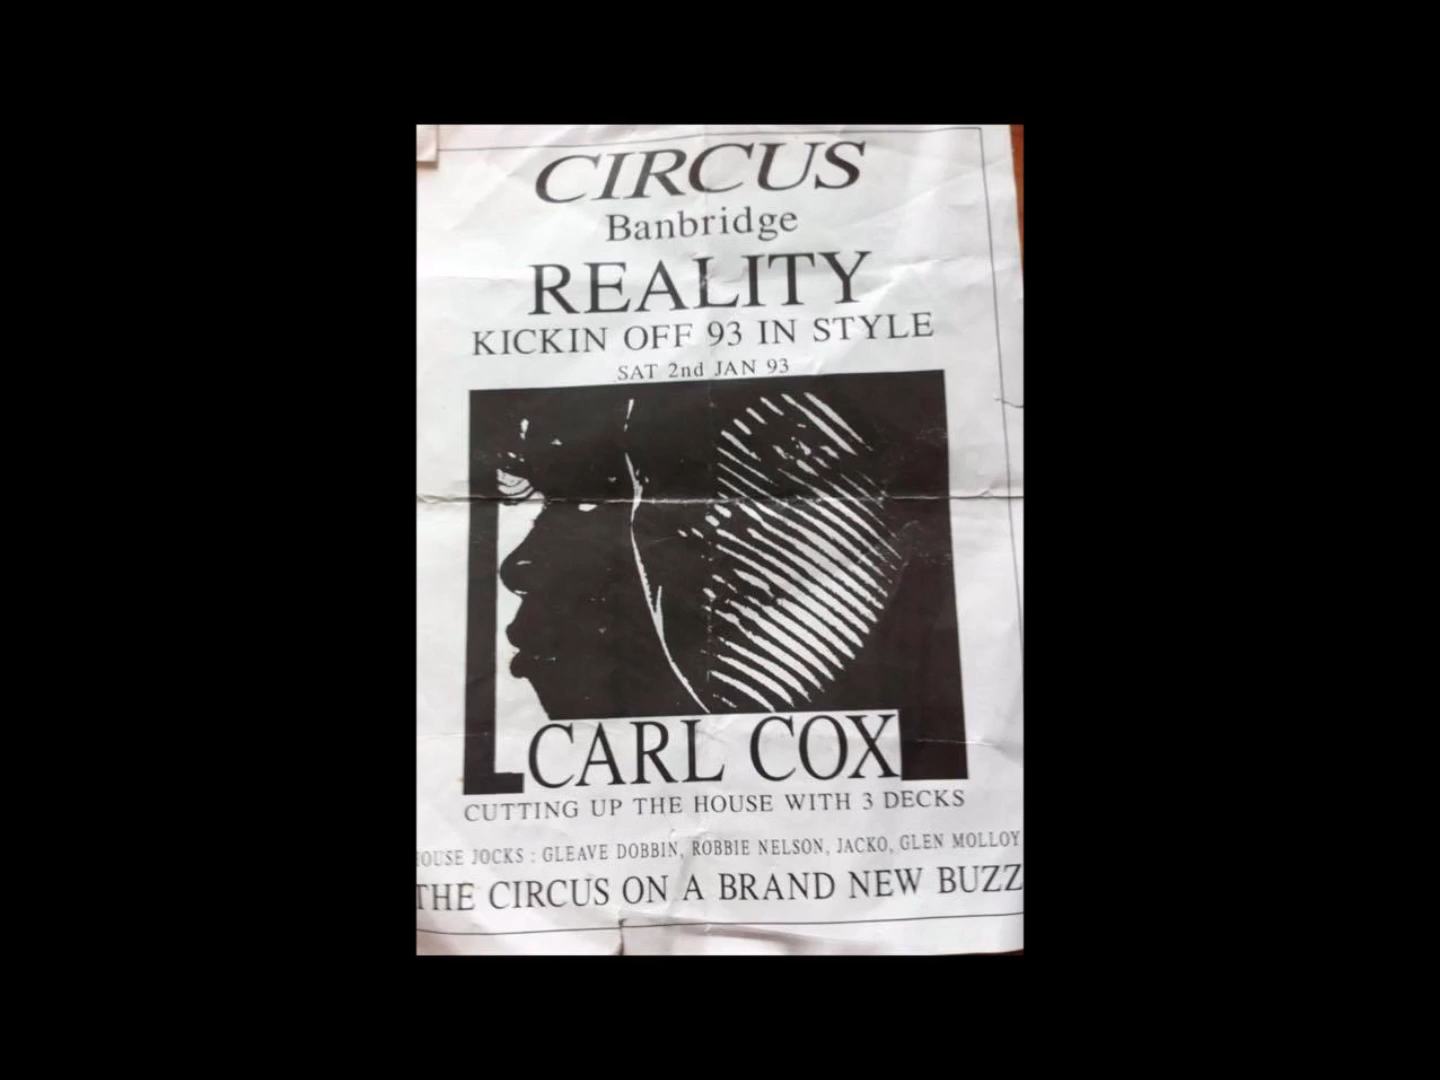 CIRCUS
Banbridge
REALITY
KICKIN OFF 93 IN STYLE
SAT 2nd JAN 93
CARL COX
CUTTING UP THE HOUSE WITH 3 DECKS
OUSE JOCKS : GLEAVE DOBBIN, ROBBIE NELSON, JACKO, GLEN MOLLOY
THE CIRCUS ON A BRAND NEW BUZZ